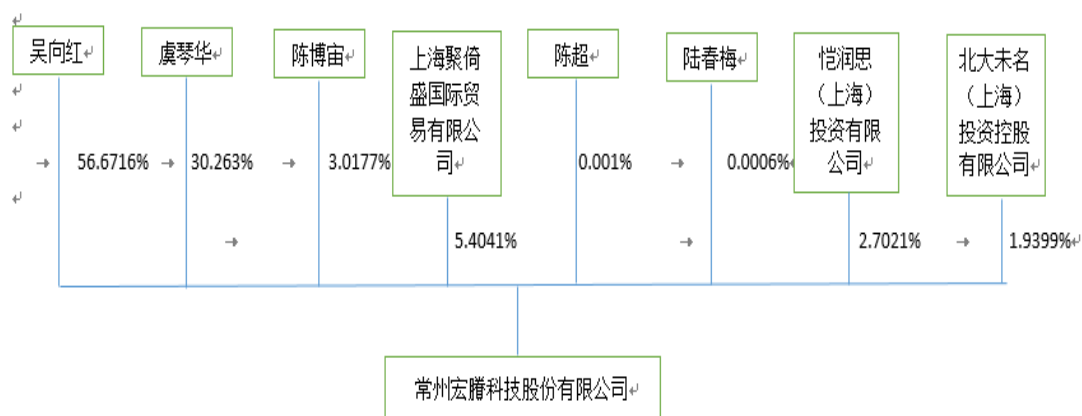 吴向红
虞琴华
陈博宙
上海聚倚
盛国际贸
易有限公
司
陈超
陆春梅
恺润思
（上海）
投资有限
公司
北大未名
（上海）
投资控股
有限公司
56.6716%
30.263%
3.0177%
0.001%
0.0006%
5.4041%
2.7021%
1.9399%
常州宏腾科技股份有限公司